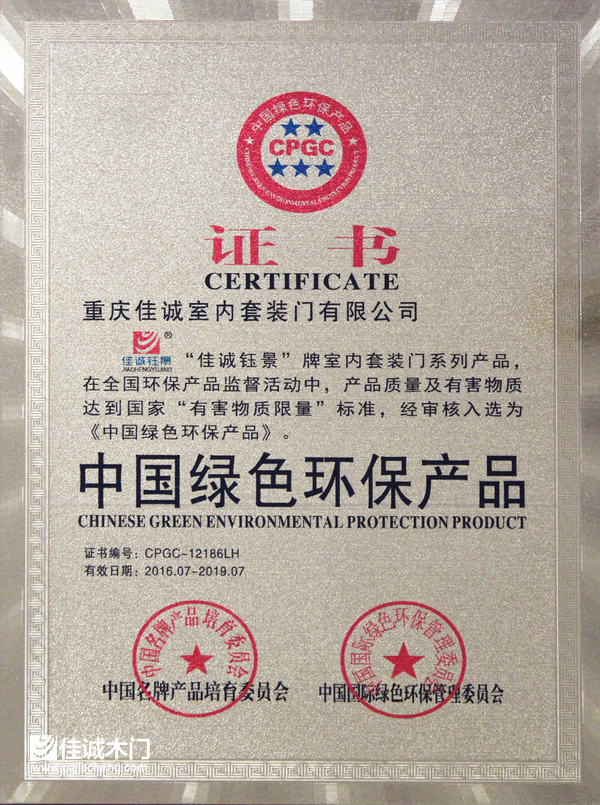 中国绿色环保产品
CPGC
CHINESE GREEN ENVIRONMENTAL PROTECTION PRODUCT
证 书
CERTIFICATE
重庆佳诚室内套装门有限公司
®
佳诚钰景
JIACHENGYUJING
“佳诚钰景”牌室内套装门系列产品，
在全国环保产品监督活动中，产品质量及有害物质
达到国家“有害物质限量”标准，经审核入选为
《中国绿色环保产品》。
中国绿色环保产品
CHINESE GREEN ENVIRONMENTAL PROTECTION PRODUCT
证书编号：CPGC-12186LH
有效日期：2016.07-2019.07
中国名牌产品培育委员会
中国国际绿色环保管理委员会
中国名牌产品培育委员会
中国国际绿色环保管理委员会
佳诚木门